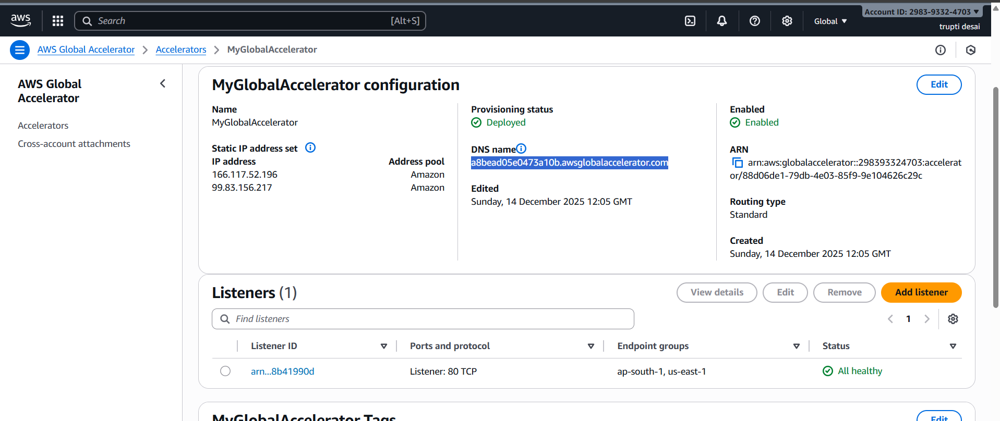 aws
Search
[Alt+S]
Global
Account ID: 2983-9332-4703
trupti desai
AWS Global Accelerator
Accelerators
MyGlobalAccelerator
AWS Global
Accelerator
Accelerators
Cross-account attachments
MyGlobalAccelerator configuration
Edit
Name
MyGlobalAccelerator
Static IP address set
IP address Address pool
166.117.52.196 Amazon
99.83.156.217 Amazon
Provisioning status
Deployed
DNS name
a8bead05e0473a10b.awsglobalaccelerator.com
Edited
Sunday, 14 December 2025 12:05 GMT
Enabled
Enabled
ARN
arn:aws:globalaccelerator::298393324703:accelerat
or/88d06de1-79db-4e03-85f9-9e104626c29c
Routing type
Standard
Created
Sunday, 14 December 2025 12:05 GMT
Listeners (1)
View details
Edit
Remove
Add listener
Find listeners
1
Listener ID Ports and protocol Endpoint groups Status
arn...8b41990d Listener: 80 TCP ap-south-1, us-east-1 All healthy
MyGlobalAccelerator Tags
Edit